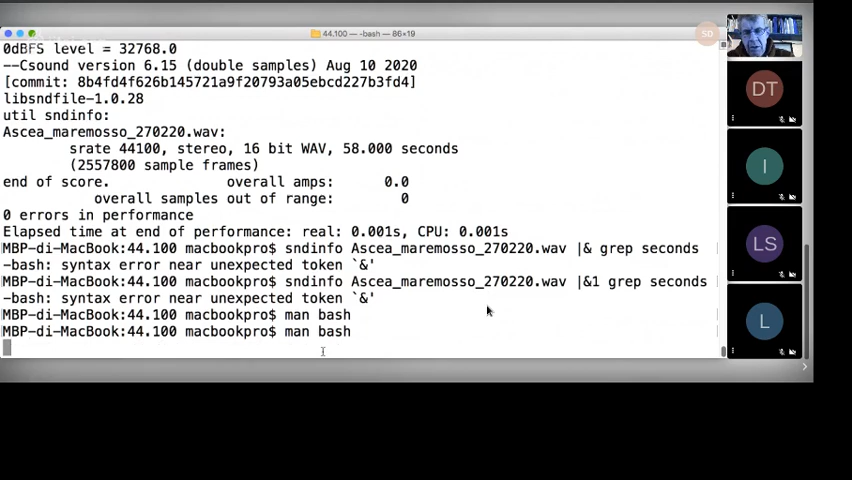 44.100 — -bash — 86×19
SD
0dBFS level = 32768.0
--Csound version 6.15 (double samples) Aug 10 2020
[commit: 8b4fd4f626b145721a9f20793a05ebcd227b3fd4]
libsndfile-1.0.28
util sndinfo:
Ascea_maremosso_270220.wav:
srate 44100, stereo, 16 bit WAV, 58.000 seconds
(2557800 sample frames)
end of score. overall amps: 0.0
overall samples out of range: 0
0 errors in performance
Elapsed time at end of performance: real: 0.001s, CPU: 0.001s
MBP-di-MacBook:44.100 macbookpro$ sndinfo Ascea_maremosso_270220.wav |& grep seconds
-bash: syntax error near unexpected token `&'
MBP-di-MacBook:44.100 macbookpro$ sndinfo Ascea_maremosso_270220.wav |&1 grep seconds
-bash: syntax error near unexpected token `&'
MBP-di-MacBook:44.100 macbookpro$ man bash
MBP-di-MacBook:44.100 macbookpro$ man bash
DT
I
LS
L